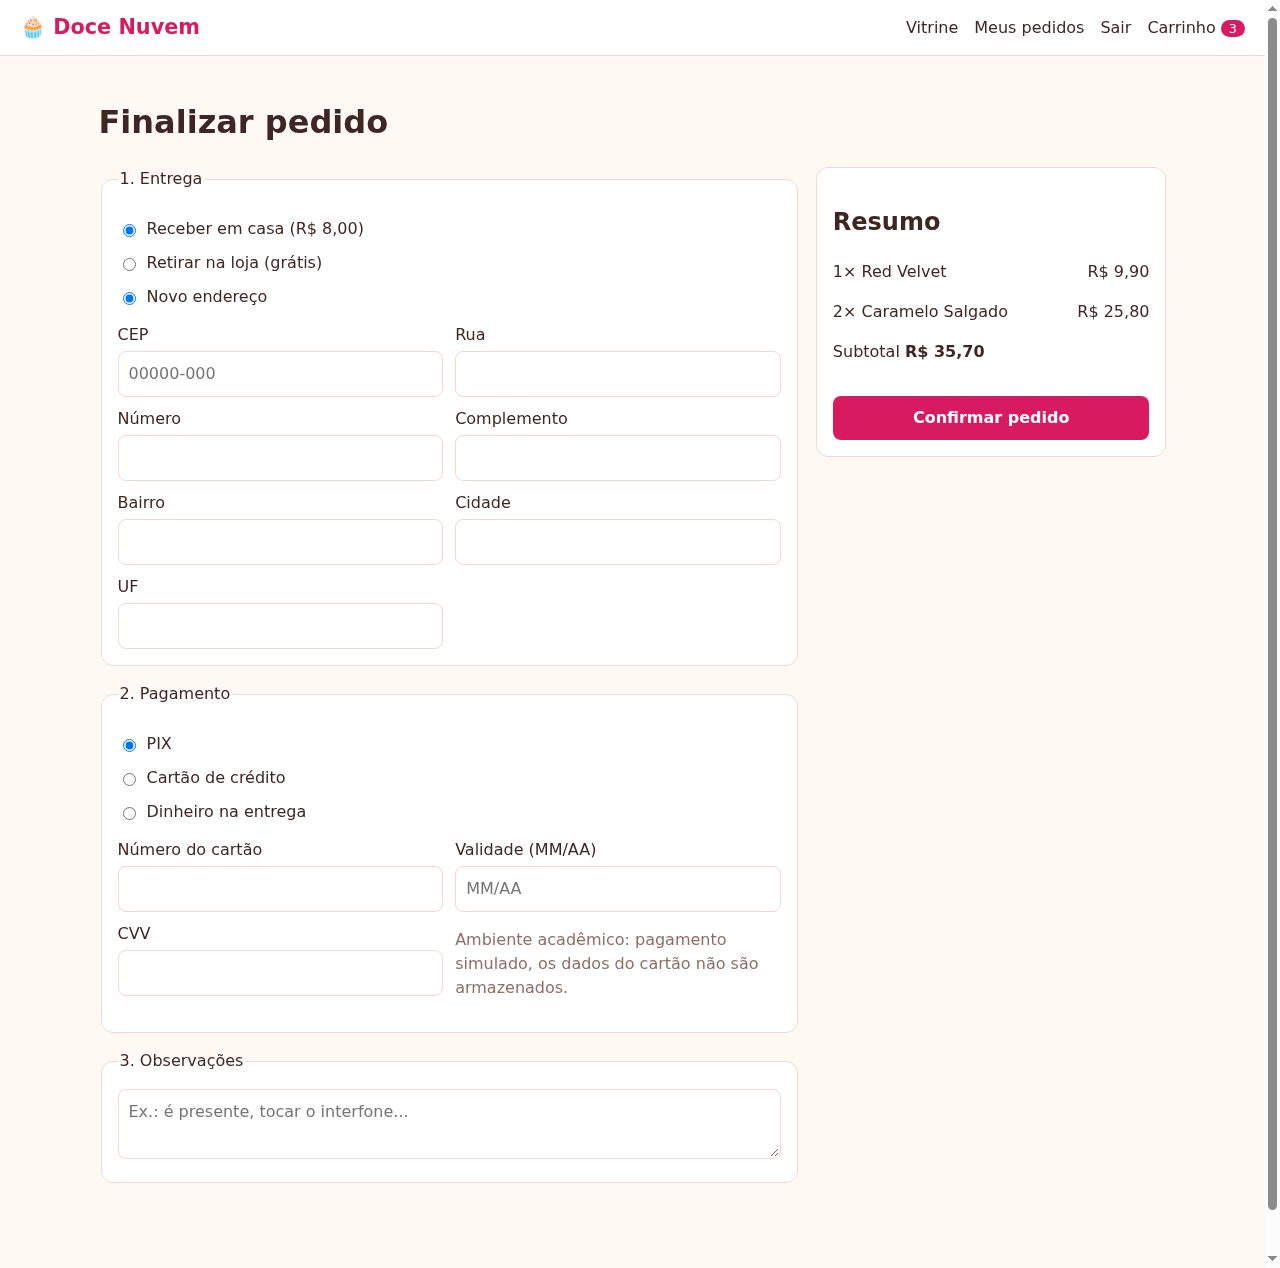 🧁 Doce Nuvem
Vitrine Meus pedidos Sair Carrinho 3
Finalizar pedido
1. Entrega
Receber em casa (R$ 8,00)
Retirar na loja (grátis)
Novo endereço
CEP Rua
00000-000
Número Complemento
Bairro Cidade
UF
2. Pagamento
PIX
Cartão de crédito
Dinheiro na entrega
Número do cartão Validade (MM/AA)
MM/AA
CVV
Ambiente acadêmico: pagamento
simulado, os dados do cartão não são
armazenados.
3. Observações
Ex.: é presente, tocar o interfone...
Resumo
1× Red Velvet R$ 9,90
2× Caramelo Salgado R$ 25,80
Subtotal R$ 35,70
Confirmar pedido